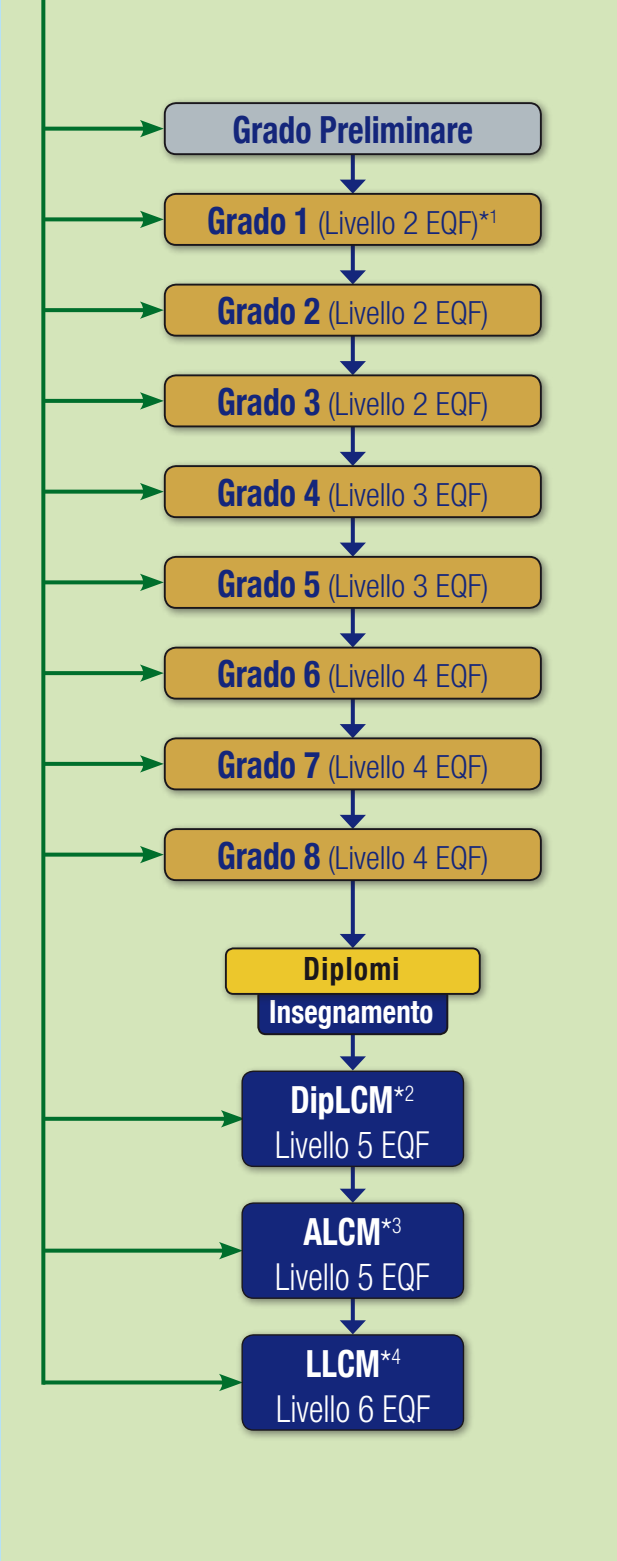 Grado Preliminare
Grado 1 (Livello 2 EQF)*1
Grado 2 (Livello 2 EQF)
Grado 3 (Livello 2 EQF)
Grado 4 (Livello 3 EQF)
Grado 5 (Livello 3 EQF)
Grado 6 (Livello 4 EQF)
Grado 7 (Livello 4 EQF)
Grado 8 (Livello 4 EQF)
Diplomi
Insegnamento
DipLCM*2
Livello 5 EQF
ALCM*3
Livello 5 EQF
LLCM*4
Livello 6 EQF